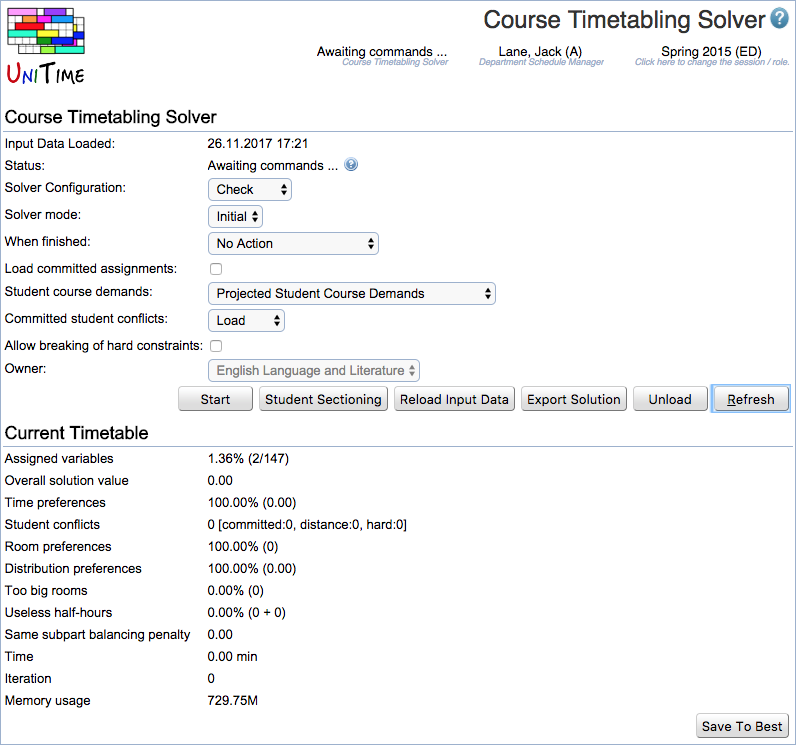 Course Timetabling Solver ?
Awaiting commands ... Lane, Jack (A) Spring 2015 (ED)
Course Timetabling Solver Department Schedule Manager Click here to change the session / role.
UNITIME
Course Timetabling Solver
Input Data Loaded: 26.11.2017 17:21
Status: Awaiting commands ... ?
Solver Configuration: Check
Solver mode: Initial
When finished: No Action
Load committed assignments:
Student course demands: Projected Student Course Demands
Committed student conflicts: Load
Allow breaking of hard constraints:
Owner: English Language and Literature
Start Student Sectioning Reload Input Data Export Solution Unload Refresh
Current Timetable
Assigned variables 1.36% (2/147)
Overall solution value 0.00
Time preferences 100.00% (0.00)
Student conflicts 0 [committed:0, distance:0, hard:0]
Room preferences 100.00% (0)
Distribution preferences 100.00% (0.00)
Too big rooms 0.00% (0)
Useless half-hours 0.00% (0 + 0)
Same subpart balancing penalty 0.00
Time 0.00 min
Iteration 0
Memory usage 729.75M
Save To Best